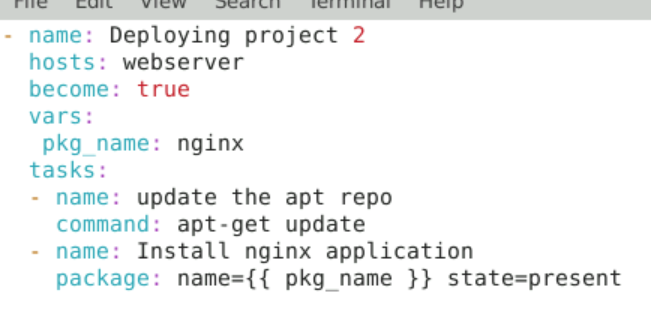 File Edit View Search Terminal Help
- name: Deploying project 2
  hosts: webserver
  become: true
  vars:
   pkg_name: nginx
  tasks:
  - name: update the apt repo
    command: apt-get update
  - name: Install nginx application
    package: name={{ pkg_name }} state=present